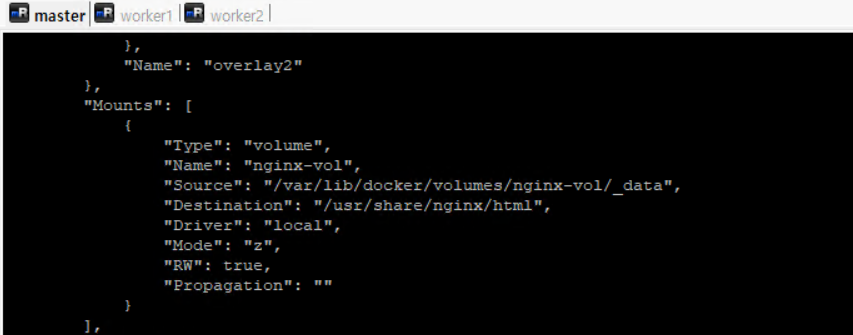 master worker1 worker2
},
"Name": "overlay2"
},
"Mounts": [
{
"Type": "volume",
"Name": "nginx-vol",
"Source": "/var/lib/docker/volumes/nginx-vol/_data",
"Destination": "/usr/share/nginx/html",
"Driver": "local",
"Mode": "z",
"RW": true,
"Propagation": ""
}
],